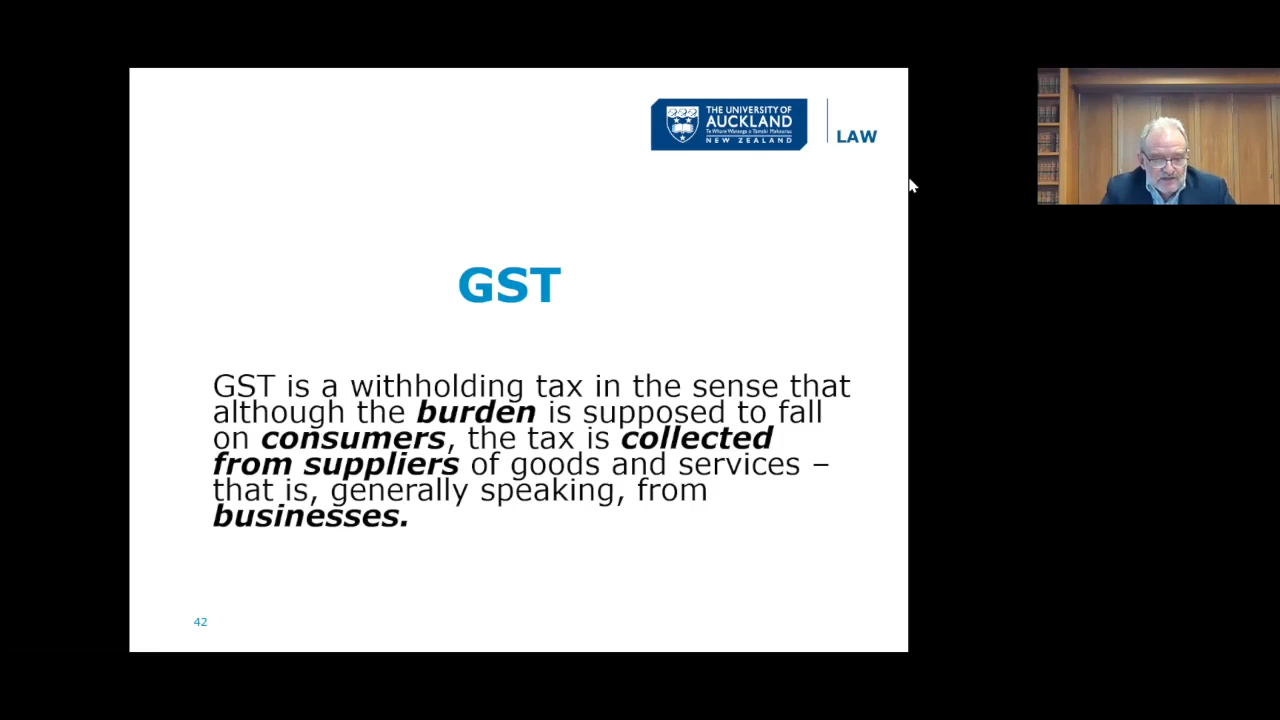 THE UNIVERSITY OF
AUCKLAND
Te Whare Wānanga o Tāmaki Makaurau
NEW ZEALAND
LAW
GST
GST is a withholding tax in the sense that
although the burden is supposed to fall
on consumers, the tax is collected
from suppliers of goods and services –
that is, generally speaking, from
businesses.
42